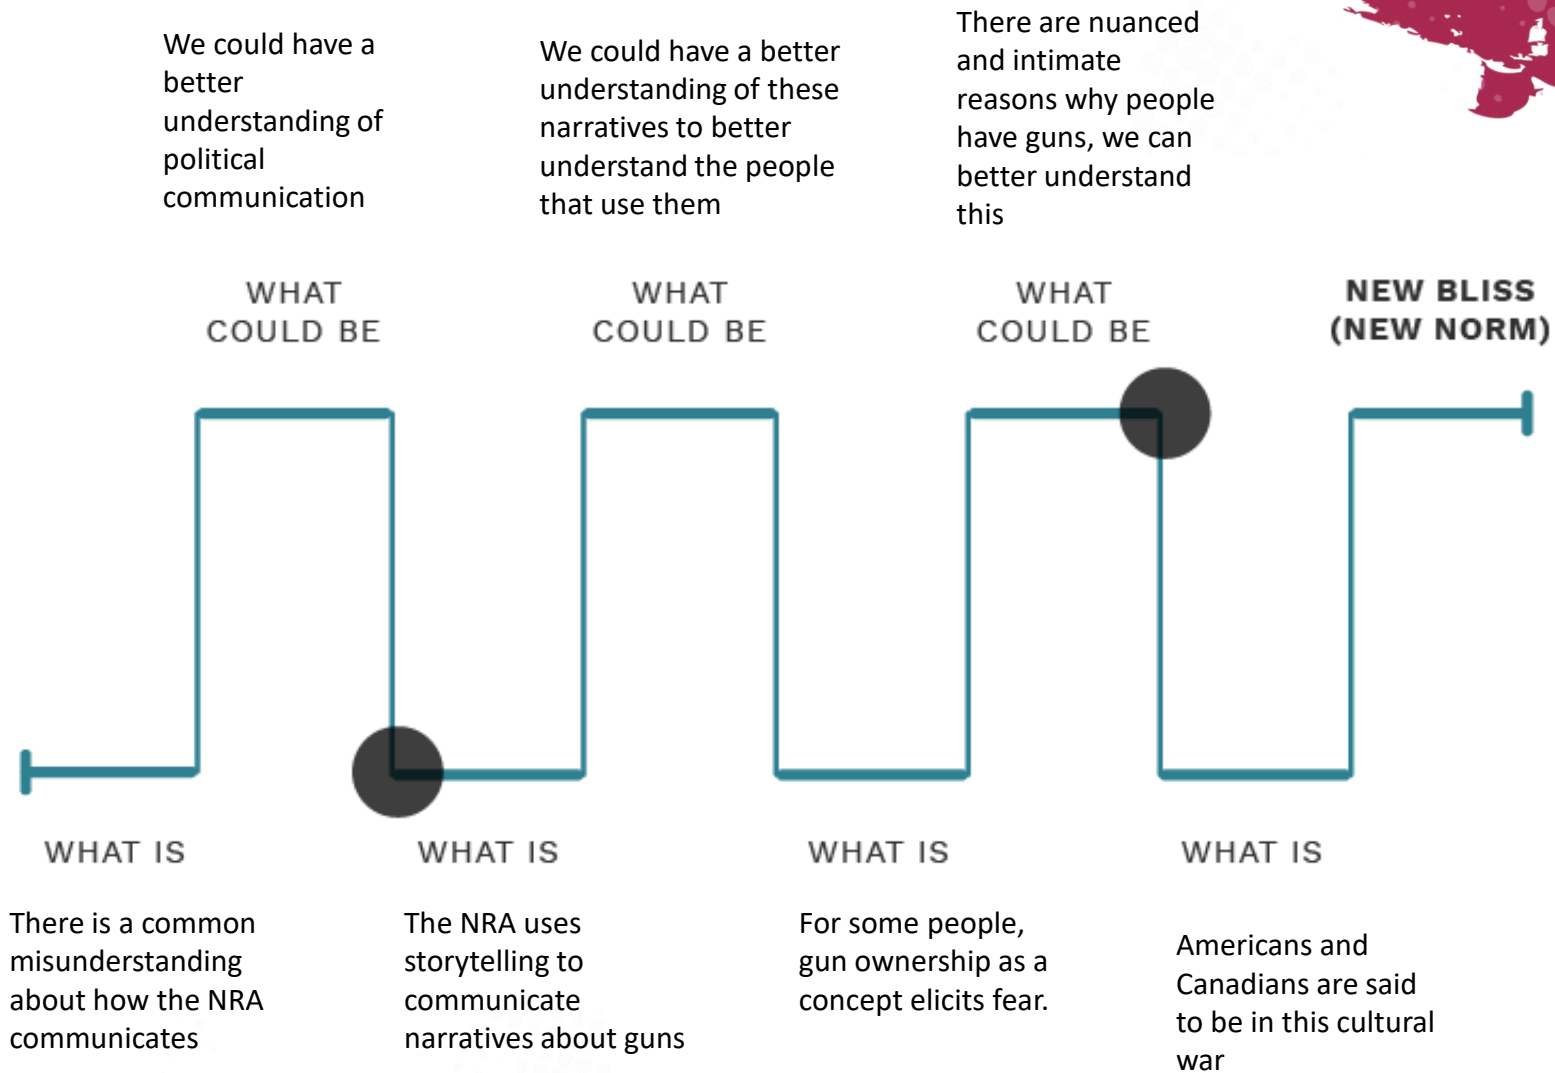 We could have a
better
understanding of
political
communication
We could have a better
understanding of these
narratives to better
understand the people
that use them
There are nuanced
and intimate
reasons why people
have guns, we can
better understand
this
WHAT
COULD BE
WHAT
COULD BE
WHAT
COULD BE
NEW BLISS
(NEW NORM)
WHAT IS
WHAT IS
WHAT IS
WHAT IS
There is a common
misunderstanding
about how the NRA
communicates
The NRA uses
storytelling to
communicate
narratives about guns
For some people,
gun ownership as a
concept elicits fear.
Americans and
Canadians are said
to be in this cultural
war